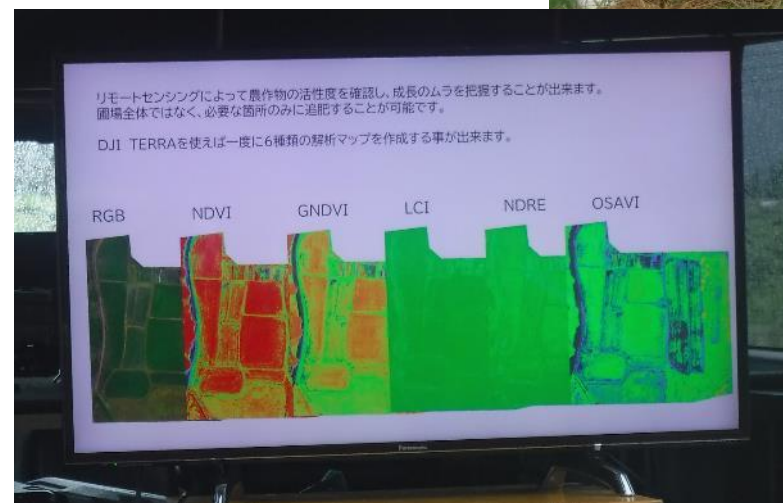 リモートセンシングによって農作物の活性度を確認し、成長のムラを把握することが出来ます。
圃場全体ではなく、必要な箇所のみに追肥することが可能です。
DJI TERRAを使えば一度に6種類の解析マップを作成する事が出来ます。
RGB NDVI GNDVI LCI NDRE OSAVI
Panasonic